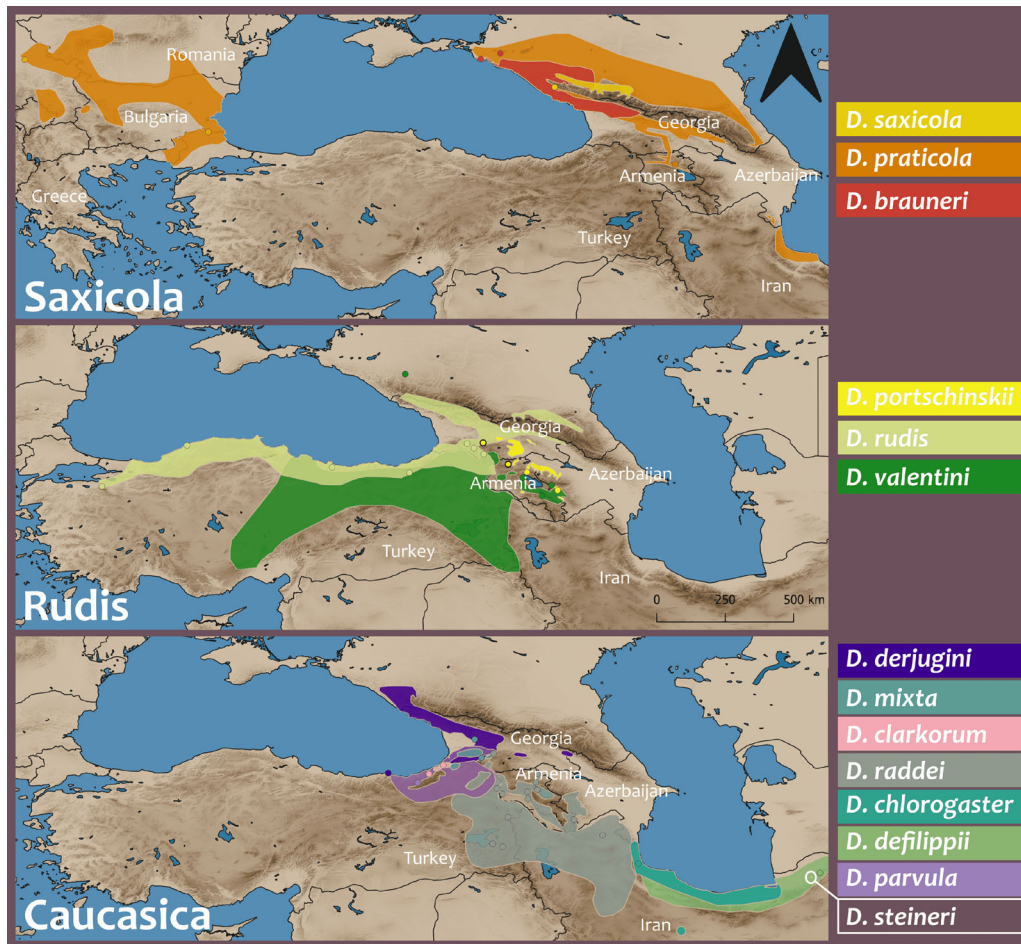 Romania
Bulgaria
Georgia
Greece
Armenia
Azerbaijan
Turkey
Iran
Saxicola
D. saxicola
D. praticola
D. brauneri
Georgia
Azerbaijan
Armenia
Turkey
Iran
0 250 500 km
Rudis
D. portschinskii
D. rudis
D. valentini
Georgia
Armenia
Azerbaijan
Turkey
Iran
Caucasica
D. derjugini
D. mixta
D. clarkorum
D. raddei
D. chlorogaster
D. defilippii
D. parvula
D. steineri